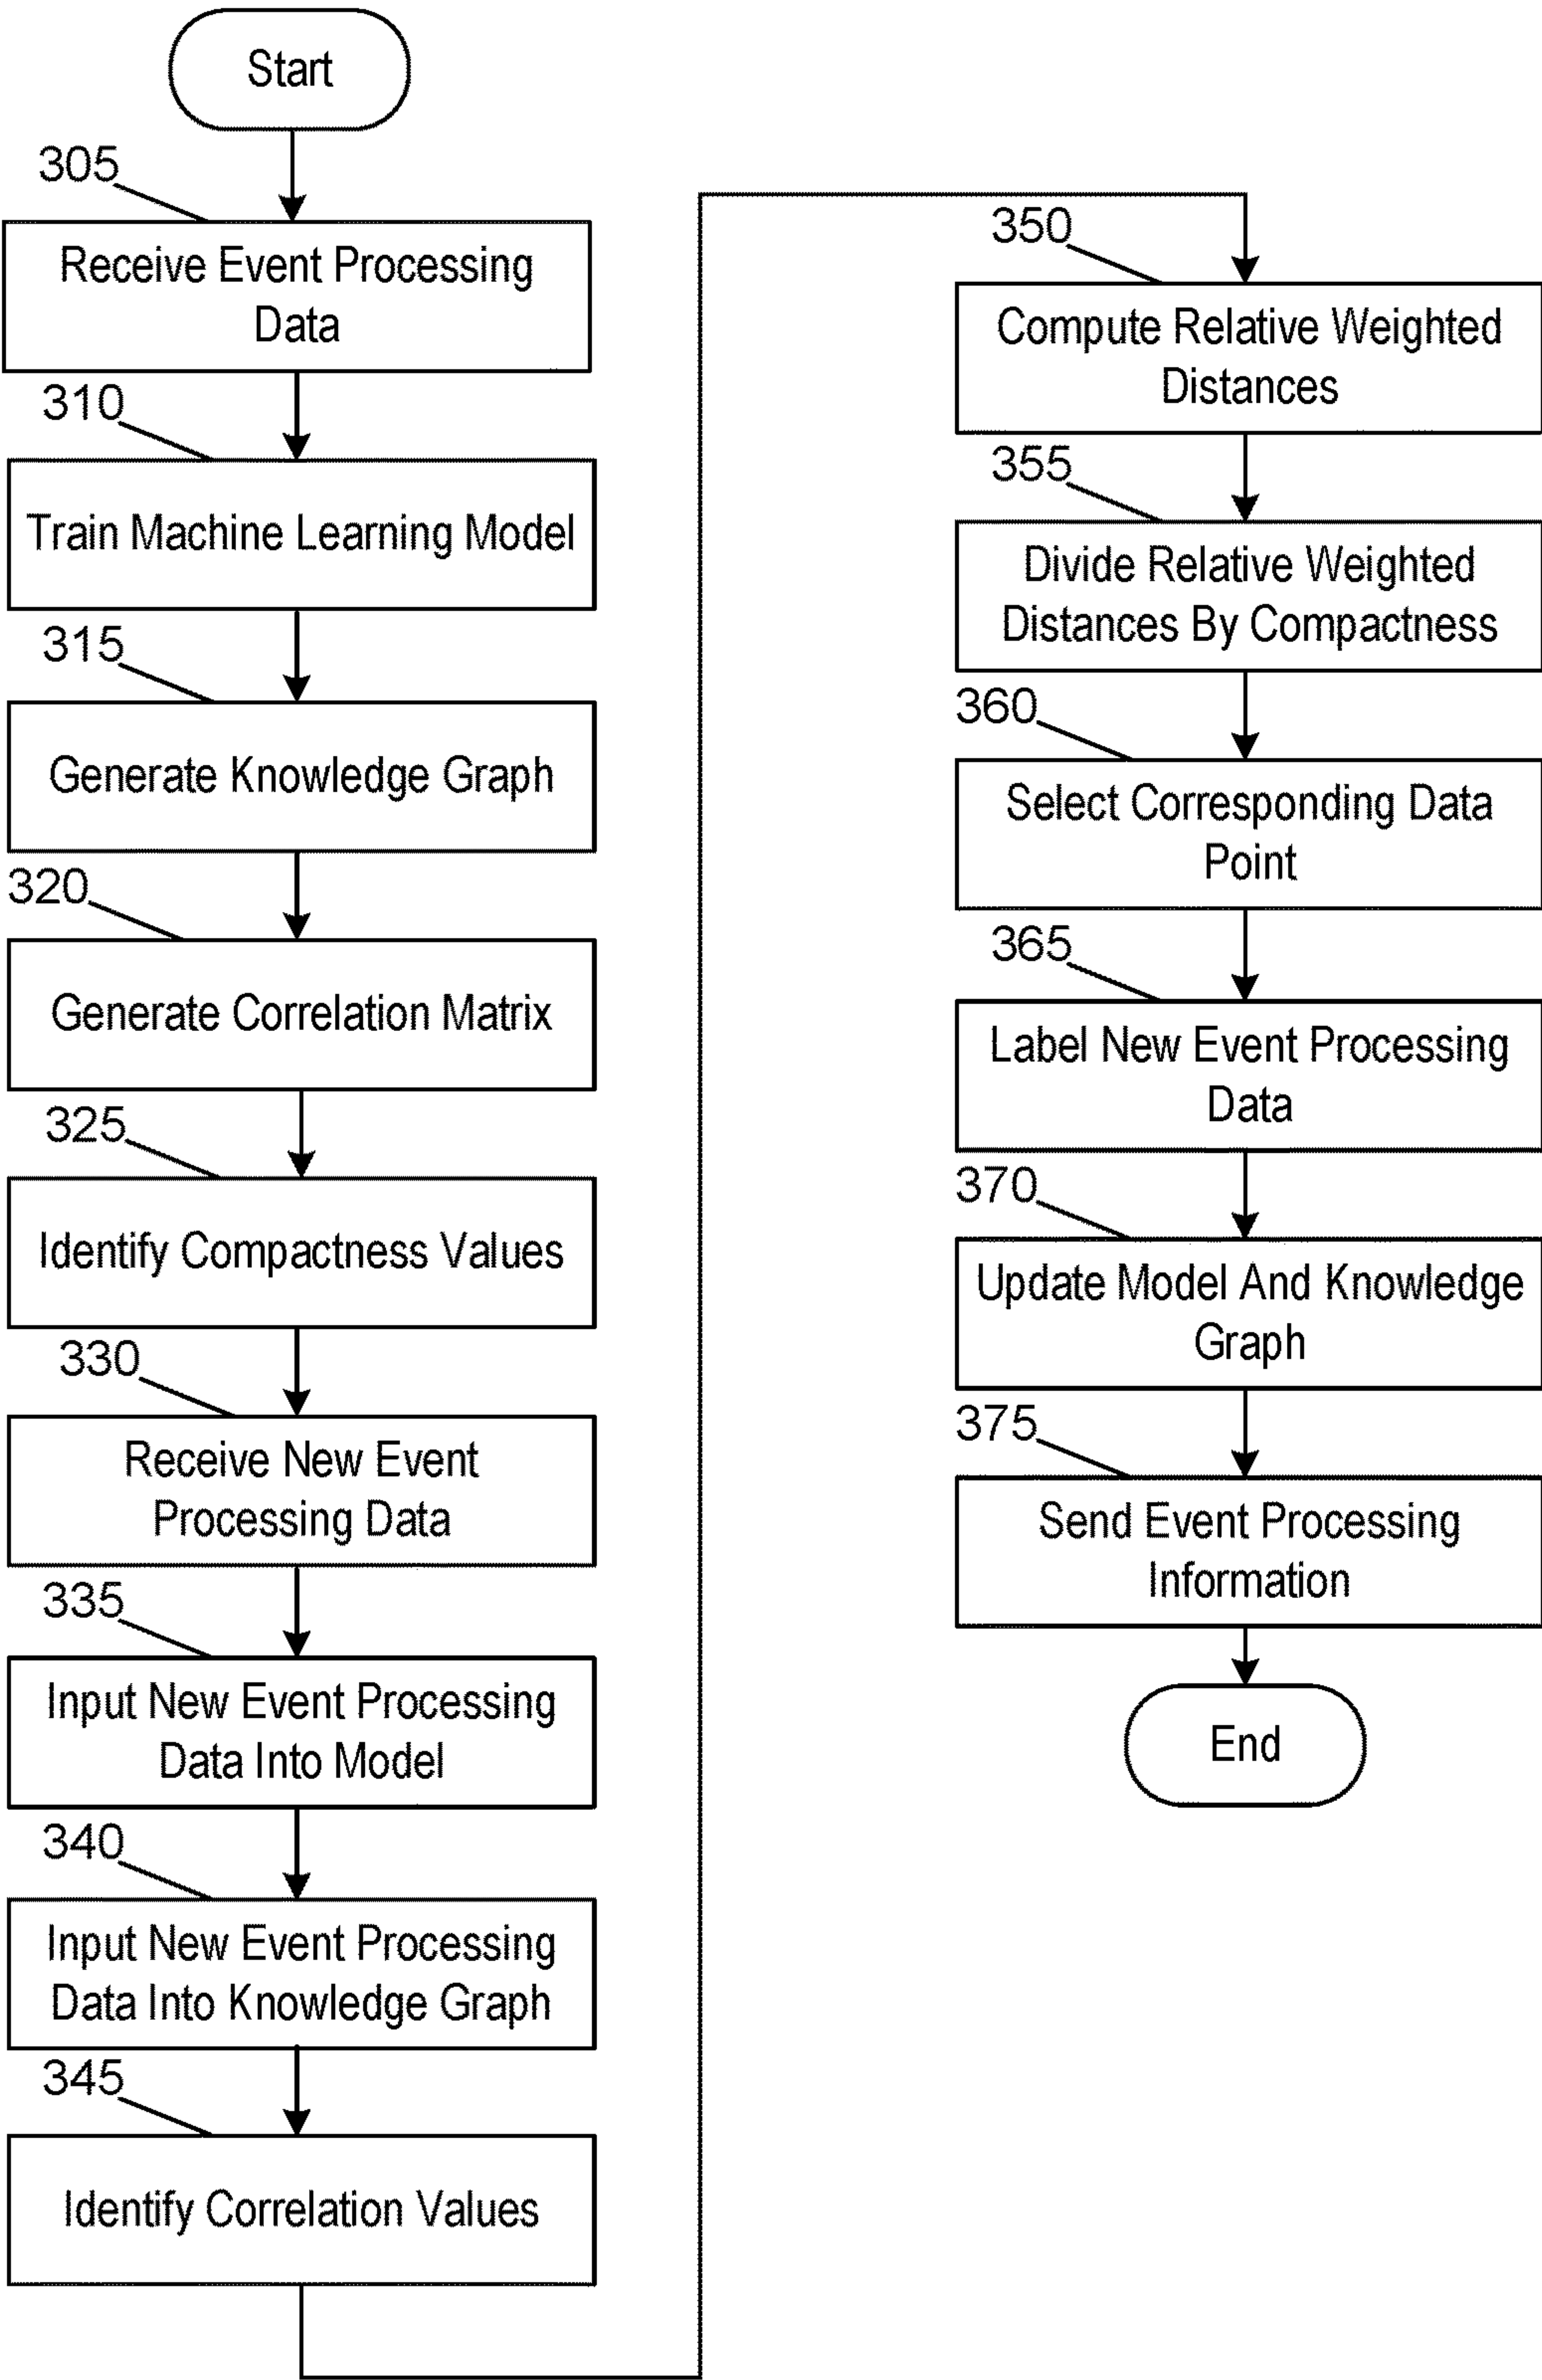 Start
305
Receive Event Processing
Data
310
Train Machine Learning Model
315
Generate Knowledge Graph
320
Generate Correlation Matrix
325
Identify Compactness Values
330
Receive New Event
Processing Data
335
Input New Event Processing
Data Into Model
340
Input New Event Processing
Data Into Knowledge Graph
345
Identify Correlation Values
350
Compute Relative Weighted
Distances
355
Divide Relative Weighted
Distances By Compactness
360
Select Corresponding Data
Point
365
Label New Event Processing
Data
370
Update Model And Knowledge
Graph
375
Send Event Processing
Information
End